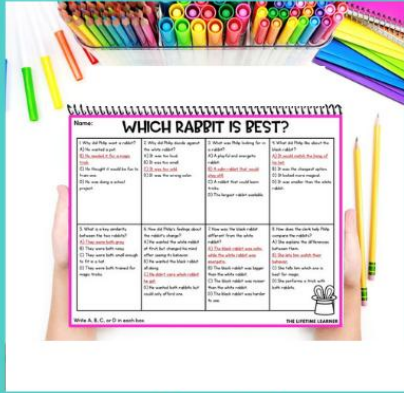 Name:
WHICH RABBIT IS BEST?
1. Why did Philip want a rabbit?
A) He wanted a pet
B) He needed it for a magic
trick
C) He thought it would be fun to
train one
D) He was doing a school
project
2. Why did Philip decide against
the white rabbit?
A) It was too loud
B) It was too small
C) It was too wild
D) It was the wrong color
3. What was Philip looking for in
a rabbit?
A) A playful and energetic
rabbit
B) A calm rabbit that could
stay still
C) A rabbit that could learn
tricks
D) The largest rabbit available
4. What did Philip like about the
black rabbit?
A) It would match the lining of
his hat
B) It was the cheapest option
C) It looked more magical
D) It was smaller than the white
rabbit
5. What is a key similarity
between the two rabbits?
A) They were both gray
B) They were both noisy
C) They were both small enough
to fit in a hat
D) They were both trained for
magic tricks
6. How did Philip's feelings about
the rabbits change?
A) He wanted the white rabbit
at first but changed his mind
after seeing its behavior
B) He wanted the black rabbit
all along
C) He didn't care which rabbit
he got
D) He wanted both rabbits but
could only afford one
7. How was the black rabbit
different from the white
rabbit?
A) The black rabbit was calm,
while the white rabbit was
energetic
B) The black rabbit was bigger
than the white rabbit
C) The black rabbit was meaner
than the white rabbit
D) The black rabbit was harder
to see
8. How does the clerk help Philip
compare the rabbits?
A) She explains the differences
between them
B) She lets him watch their
behavior
C) She tells him which one is
best for magic
D) She performs a trick with
both rabbits
Write A, B, C, or D in each box.
THE LIFETIME LEARNER